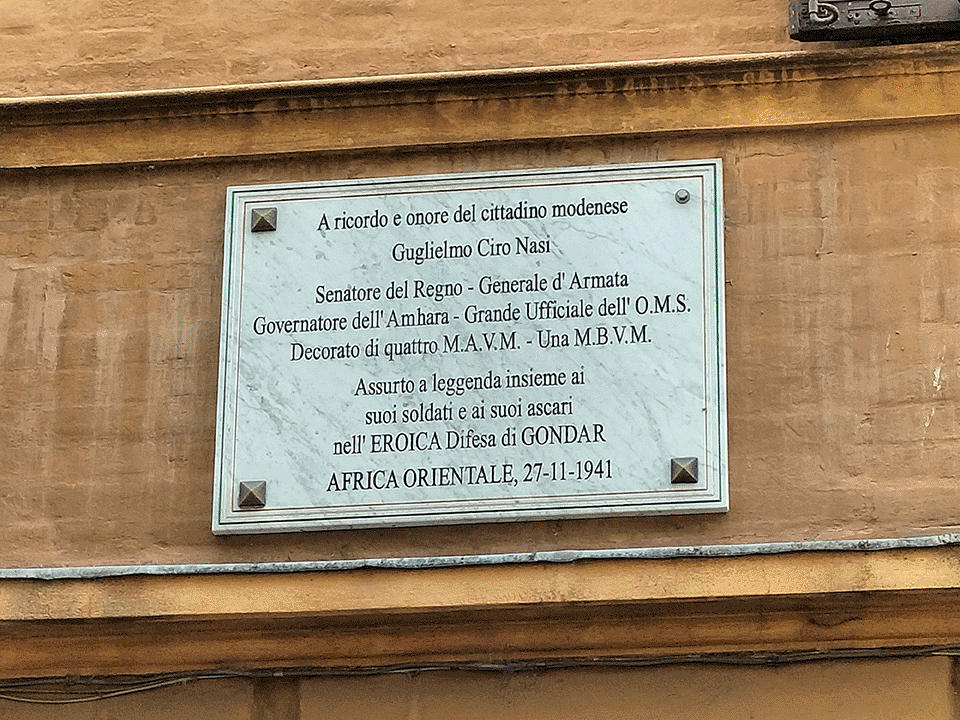 A ricordo e onore del cittadino modenese
Guglielmo Ciro Nasi
Senatore del Regno - Generale d' Armata
Governatore dell' Amhara - Grande Ufficiale dell' O.M.S.
Decorato di quattro M.A.V.M. - Una M.B.V.M.
Assurto a leggenda insieme ai
suoi soldati e ai suoi ascari
nell' EROICA Difesa di GONDAR
AFRICA ORIENTALE, 27-11-1941